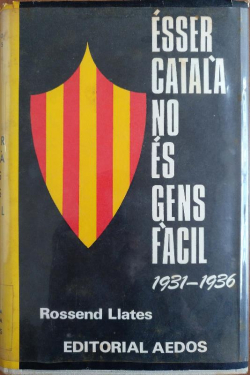 ÉSSER
CATALÀ
NO
ÉS
GENS
FÀCIL
1931-1936
Rossend Llates
EDITORIAL AEDOS